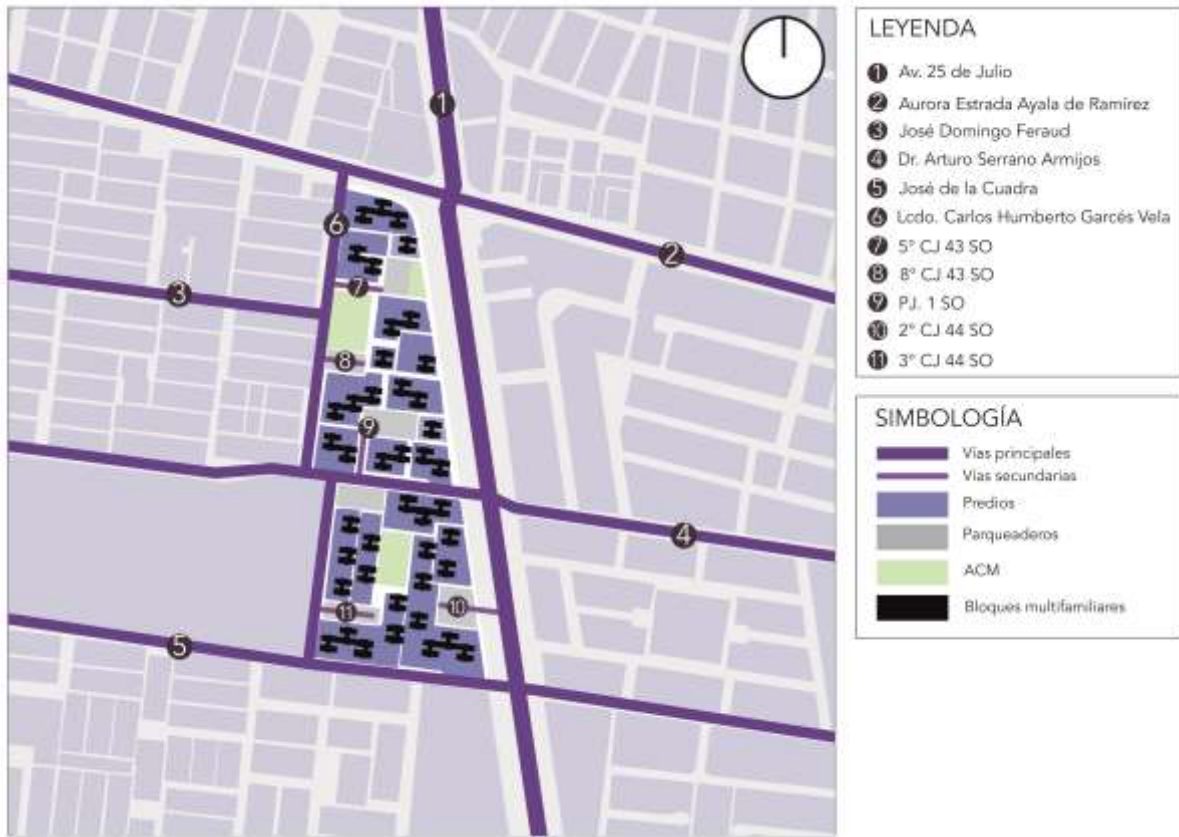 1
2
3
4
5
6
7
8
9
10
11
LEYENDA
1 Av. 25 de Julio
2 Aurora Estrada Ayala de Ramírez
3 José Domingo Feraud
4 Dr. Arturo Serrano Armijos
5 José de la Cuadra
6 Lcdo. Carlos Humberto Garcés Vela
7 5° CJ 43 SO
8 8° CJ 43 SO
9 PJ. 1 SO
10 2° CJ 44 SO
11 3° CJ 44 SO
SIMBOLOGÍA
Vías principales
Vías secundarias
Predios
Parqueaderos
ACM
Bloques multifamiliares